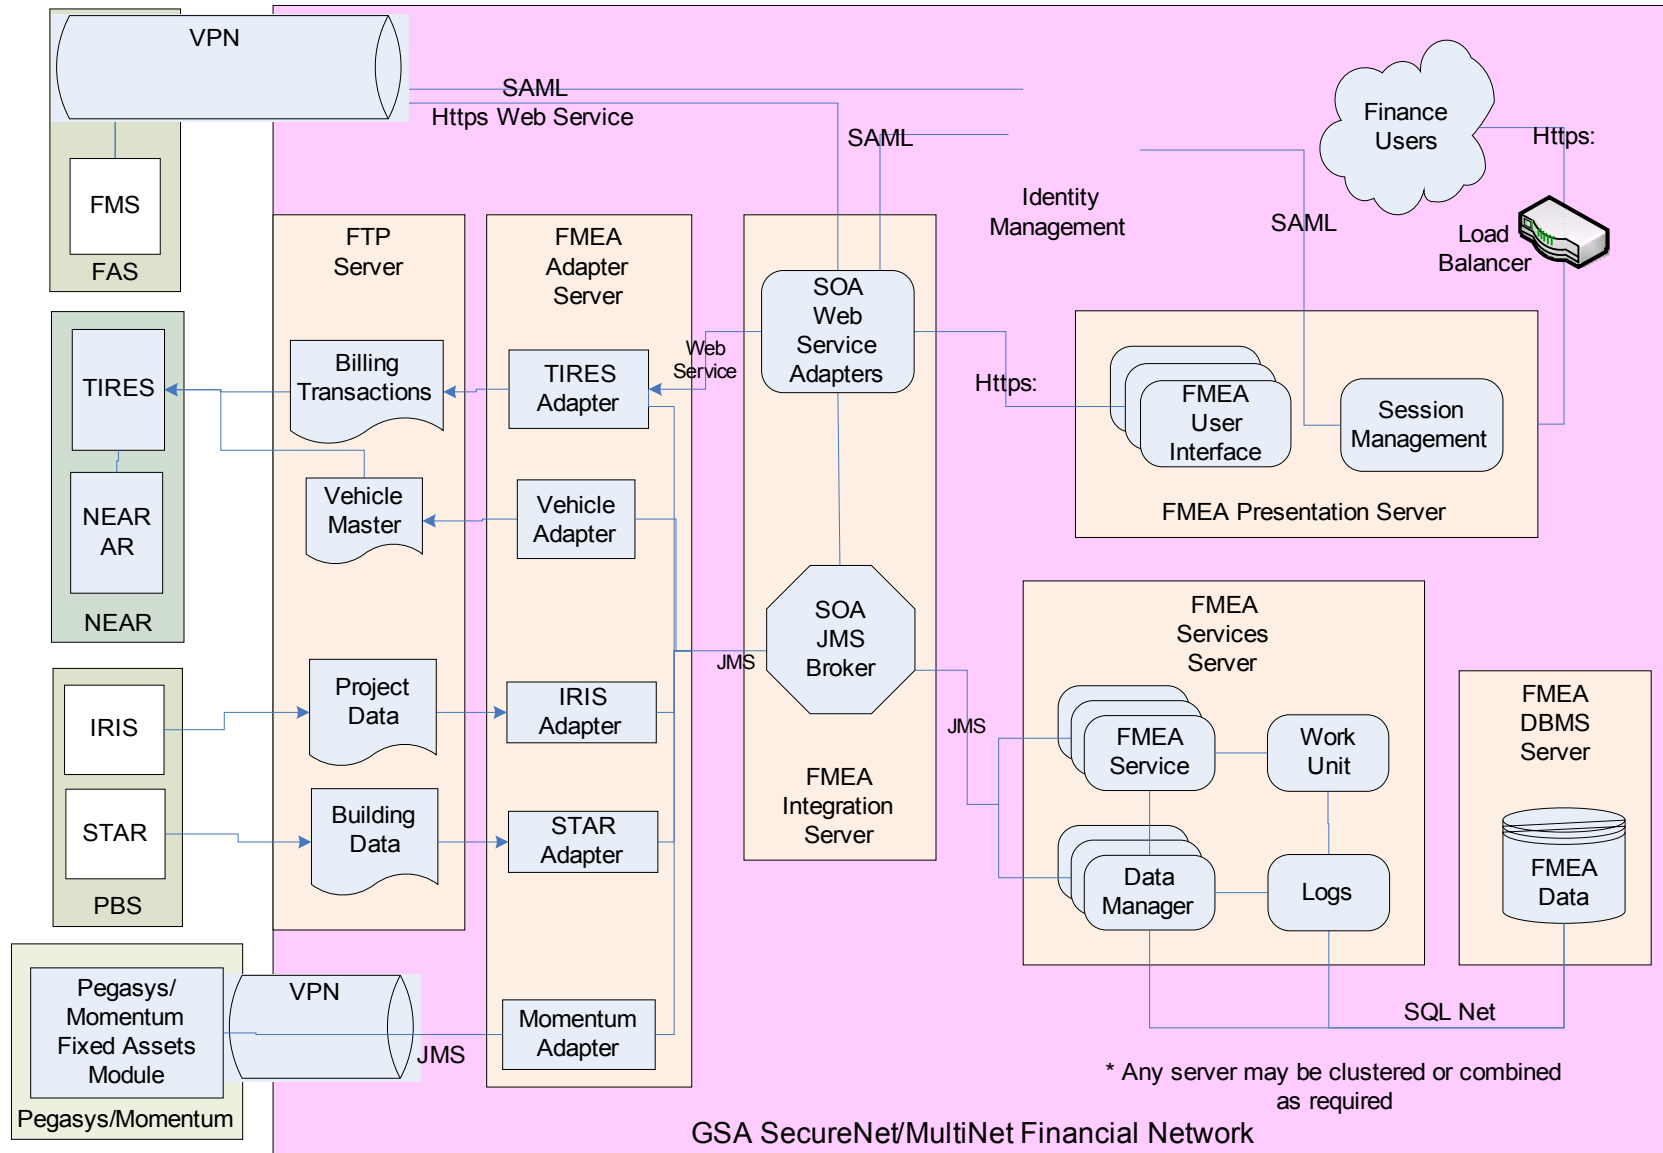 VPN
SAML
Https Web Service
SAML
Finance
Users
Https:
FMS
FAS
Identity
Management
SAML
Load
Balancer
FTP
Server
FMEA
Adapter
Server
SOA
Web
Service
Adapters
TIRES
Billing
Transactions
TIRES
Adapter
Web
Service
Https:
FMEA
User
Interface
Session
Management
FMEA Presentation Server
NEAR
AR
NEAR
Vehicle
Master
Vehicle
Adapter
SOA
JMS
Broker
JMS
FMEA
Services
Server
IRIS
Project
Data
IRIS
Adapter
JMS
FMEA
Service
Work
Unit
FMEA
DBMS
Server
FMEA
Integration
Server
STAR
PBS
Building
Data
STAR
Adapter
Data
Manager
Logs
FMEA
Data
Pegasys/
Momentum
Fixed Assets
Module
Pegasys/Momentum
VPN
JMS
Momentum
Adapter
SQL Net
* Any server may be clustered or combined
as required
GSA SecureNet/MultiNet Financial Network